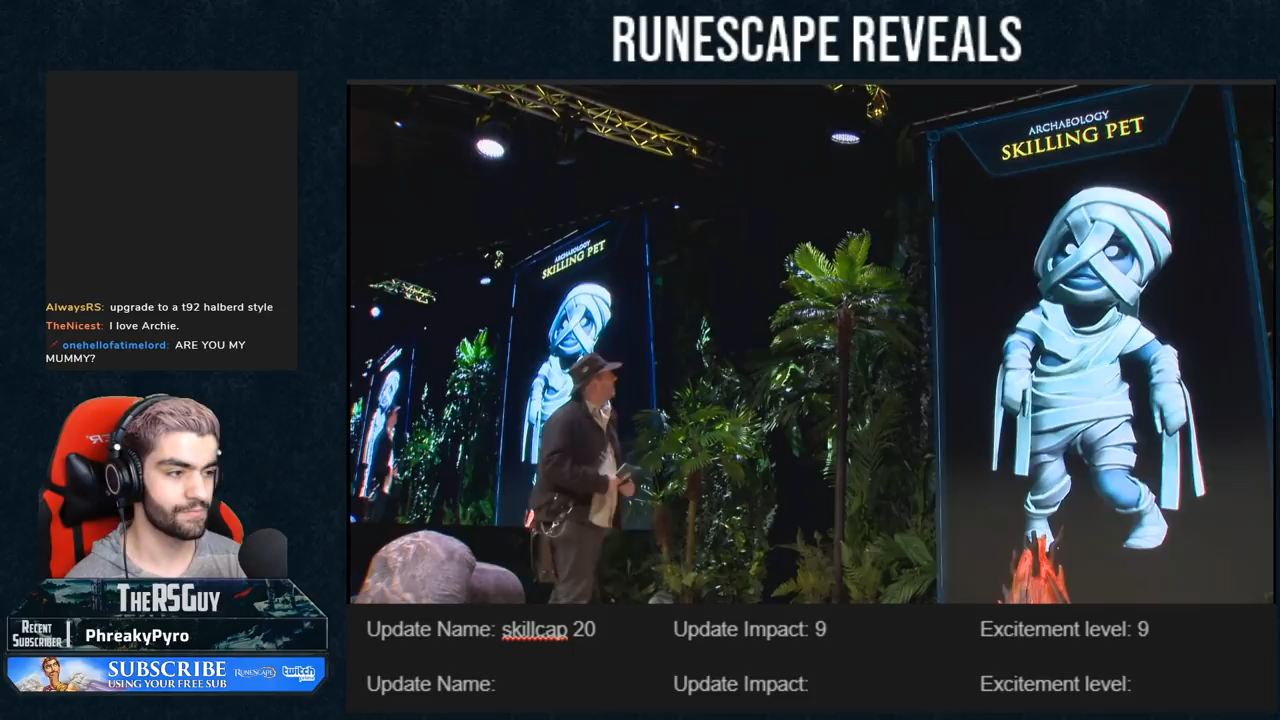 RUNESCAPE REVEALS
ARCHAEOLOGY
SKILLING PET
ARCHAEOLOGY
SKILLING PET
AlwaysRS: upgrade to a t92 halberd style
TheNicest: I love Archie.
onehellofatimelord: ARE YOU MY
MUMMY?
THERSGUY
RECENT
SUBSCRIBER
PhreakyPyro
SUBSCRIBE
USING YOUR FREE SUB
RUNESCAPE
twitch
prime
Update Name: skillcap 20 Update Impact: 9 Excitement level: 9
Update Name: Update Impact: Excitement level: